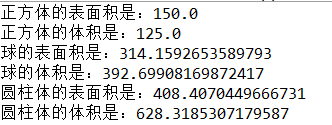 正方体的表面积是：150.0
正方体的体积是：125.0
球的表面积是：314.1592653589793
球的体积是：392.69908169872417
圆柱体的表面积是：408.4070449666731
圆柱体的体积是：628.3185307179587